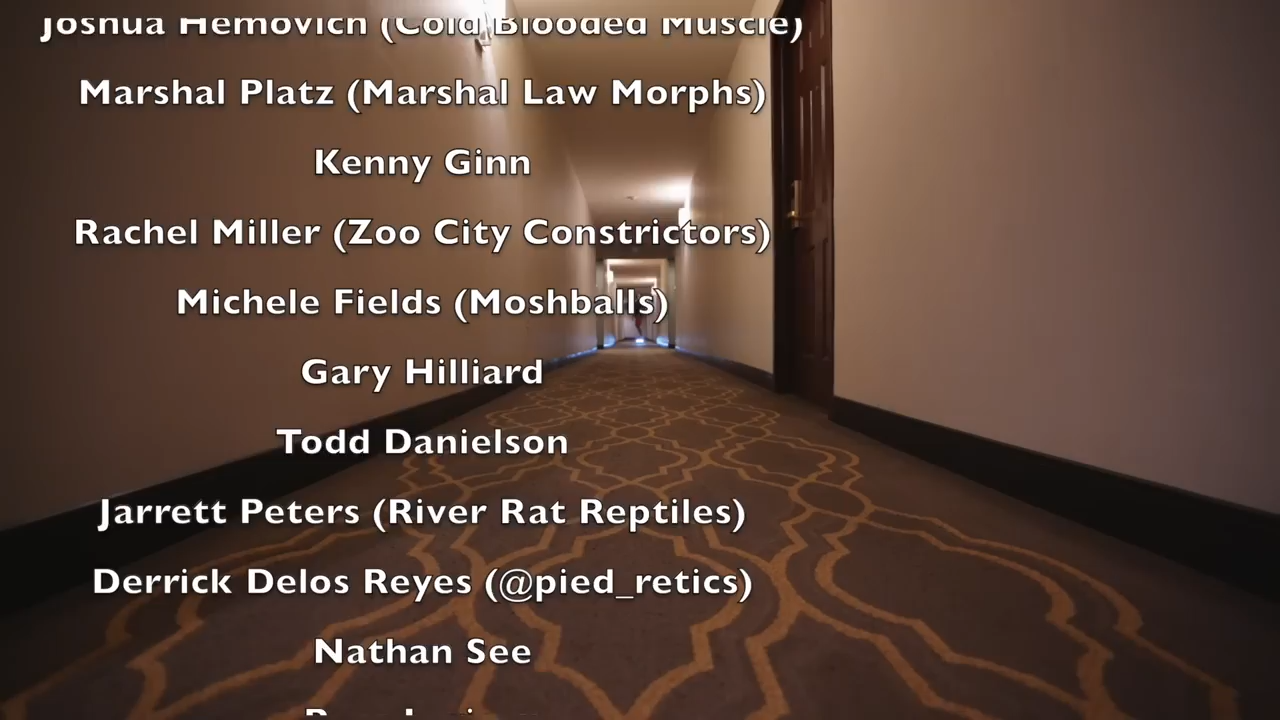 Joshua Hemovich (Cold Blooded Muscle)
Marshal Platz (Marshal Law Morphs)
Kenny Ginn
Rachel Miller (Zoo City Constrictors)
Michele Fields (Moshballs)
Gary Hilliard
Todd Danielson
Jarrett Peters (River Rat Reptiles)
Derrick Delos Reyes (@pied_retics)
Nathan See